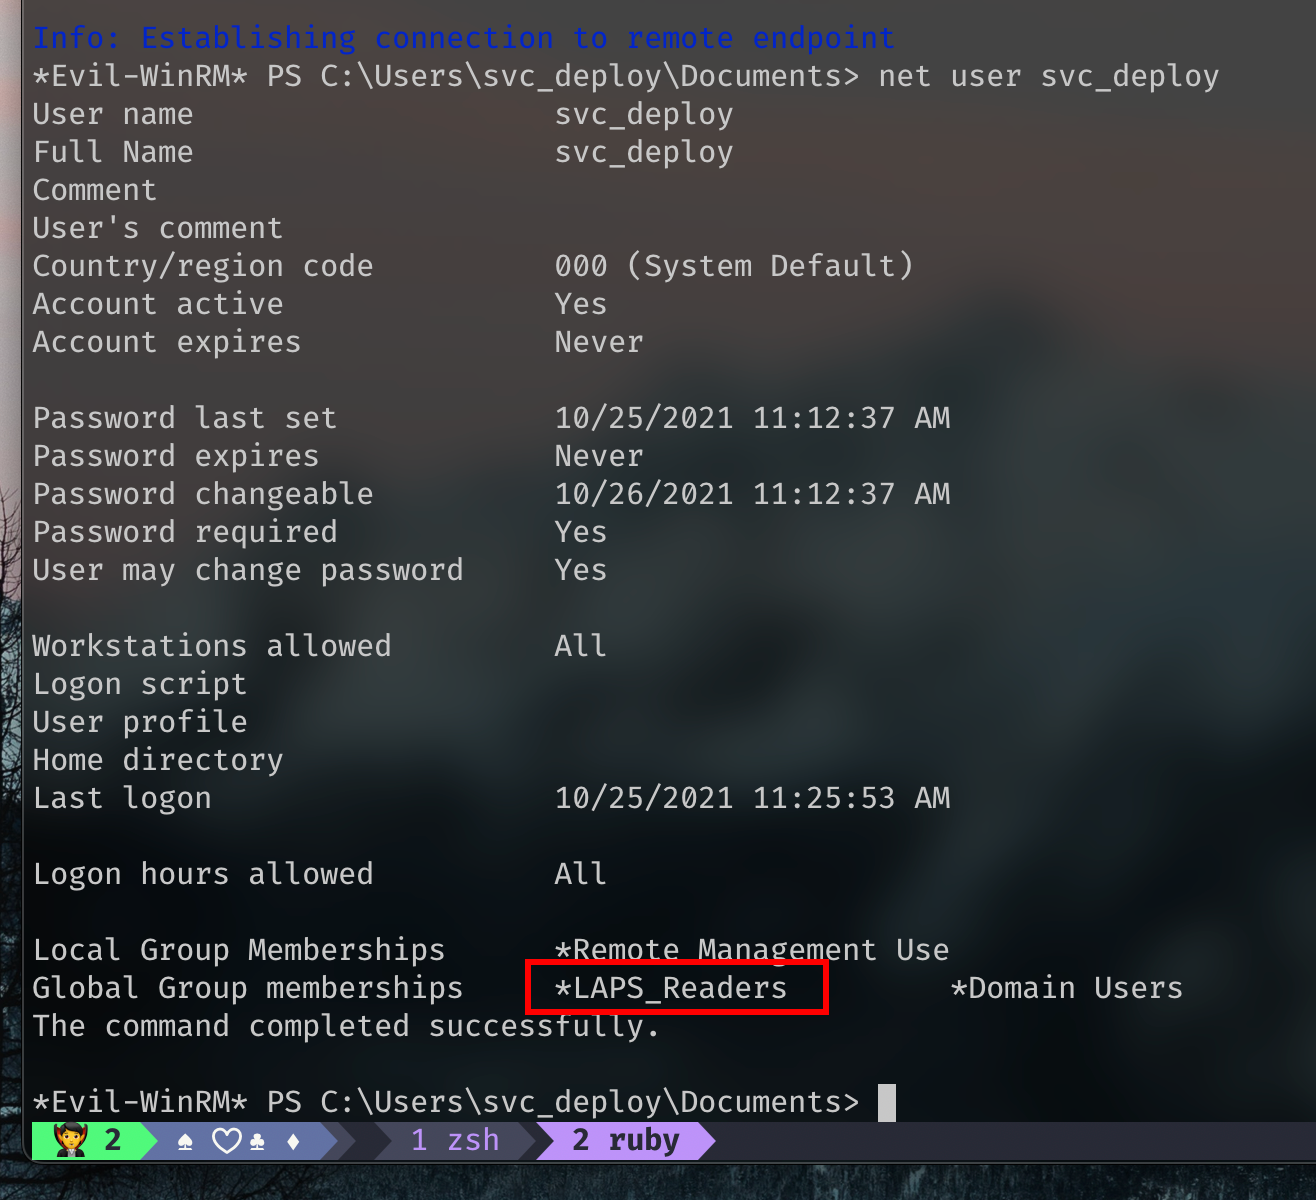 Info: Establishing connection to remote endpoint
*Evil-WinRM* PS C:\Users\svc_deploy\Documents> net user svc_deploy
User name svc_deploy
Full Name svc_deploy
Comment
User's comment
Country/region code 000 (System Default)
Account active Yes
Account expires Never
Password last set 10/25/2021 11:12:37 AM
Password expires Never
Password changeable 10/26/2021 11:12:37 AM
Password required Yes
User may change password Yes
Workstations allowed All
Logon script
User profile
Home directory
Last logon 10/25/2021 11:25:53 AM
Logon hours allowed All
Local Group Memberships *Remote Management Use
Global Group memberships *LAPS_Readers *Domain Users
The command completed successfully.
*Evil-WinRM* PS C:\Users\svc_deploy\Documents>
2 ♠ ♡ ♣ ♦ 1 zsh 2 ruby